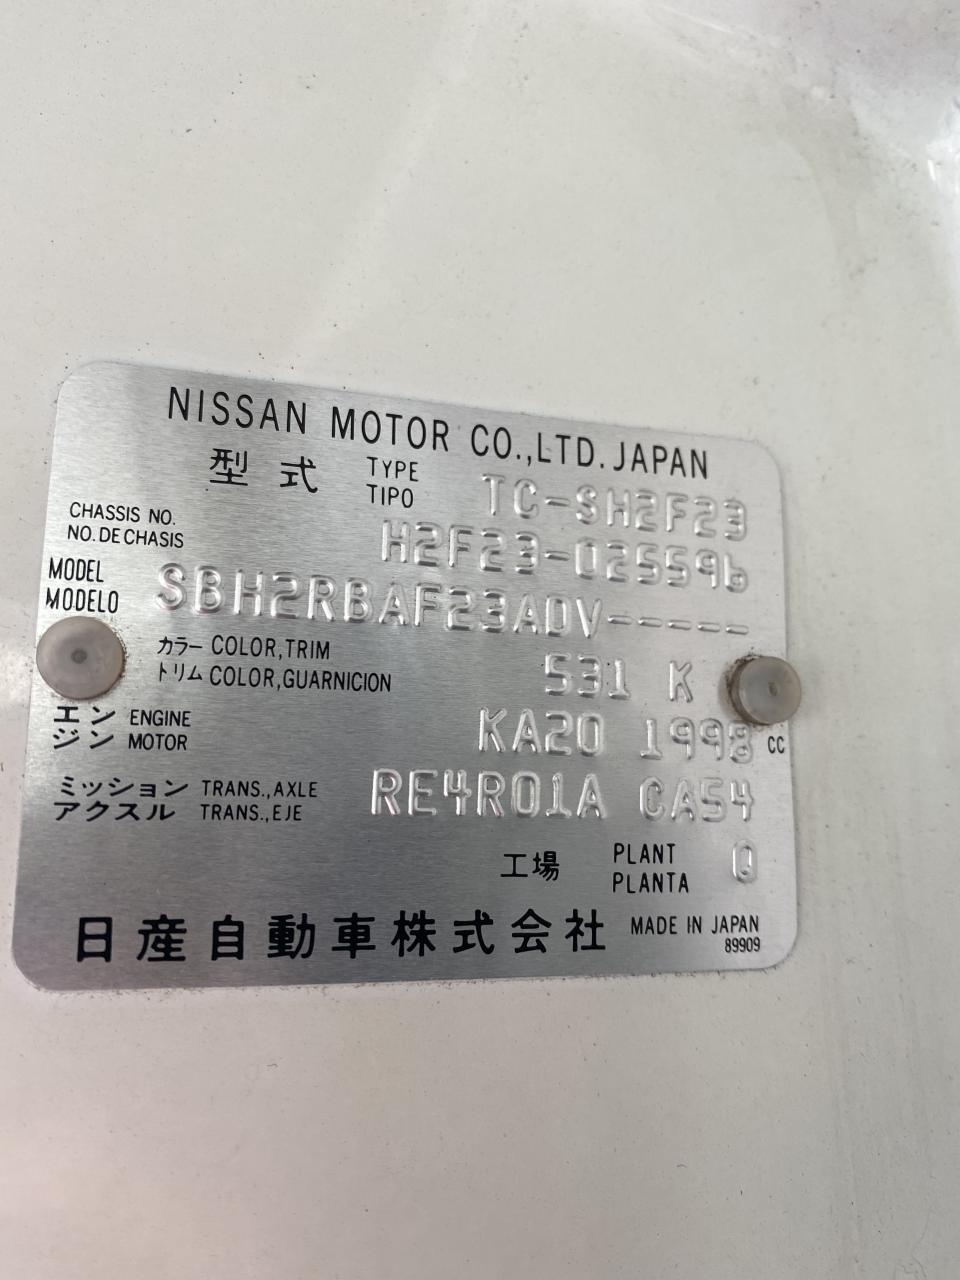 NISSAN MOTOR CO.,LTD. JAPAN
型式 TYPE TIPO TC-SH2F23
CHASSIS NO. NO. DE CHASIS H2F23-025596
MODEL MODELO SBH2RBAF23ADV-----
カラー COLOR,TRIM
トリム COLOR,GUARNICION 531 K
エンジン ENGINE MOTOR KA20 1998 CC
ミッション TRANS.,AXLE
アクスル TRANS.,EJE RE4R01A CA54
工場 PLANT PLANTA Q
日産自動車株式会社 MADE IN JAPAN
89909